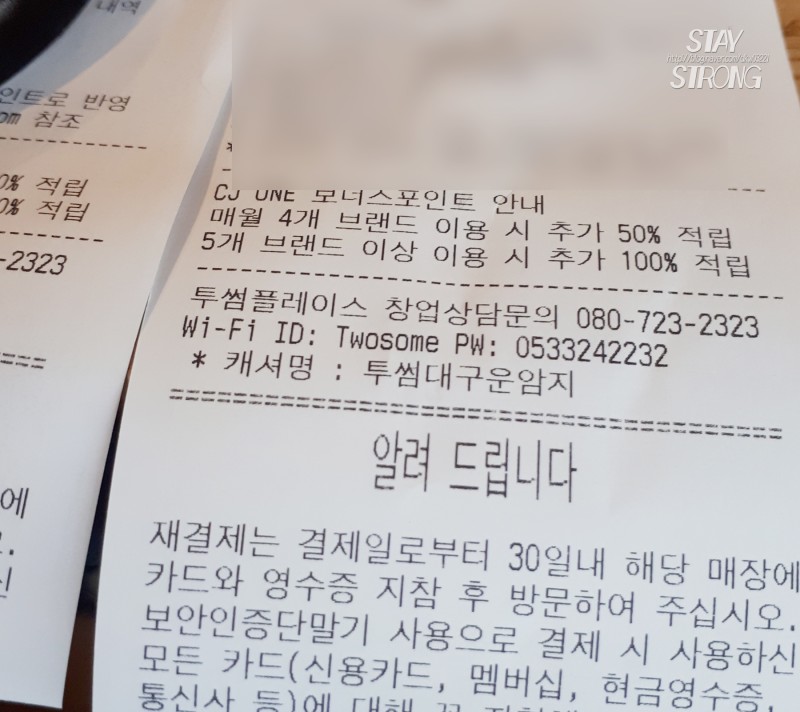 STAY
STRONG
내역
인트로 반영
om 참조
0% 적립
0% 적립
-2323
에
신
CJ ONE 보너스포인트 안내
매월 4개 브랜드 이용 시 추가 50% 적립
5개 브랜드 이상 이용 시 추가 100% 적립
투썸플레이스 창업상담문의 080-723-2323
Wi-Fi ID: Twosome PW: 0533242232
* 캐셔명 : 투썸대구운암지
알려 드립니다
재결제는 결제일로부터 30일내 해당 매장에
카드와 영수증 지참 후 방문하여 주십시오.
보안인증단말기 사용으로 결제 시 사용하신
모든 카드(신용카드, 멤버십, 현금영수증,
통신사 등)에 대해